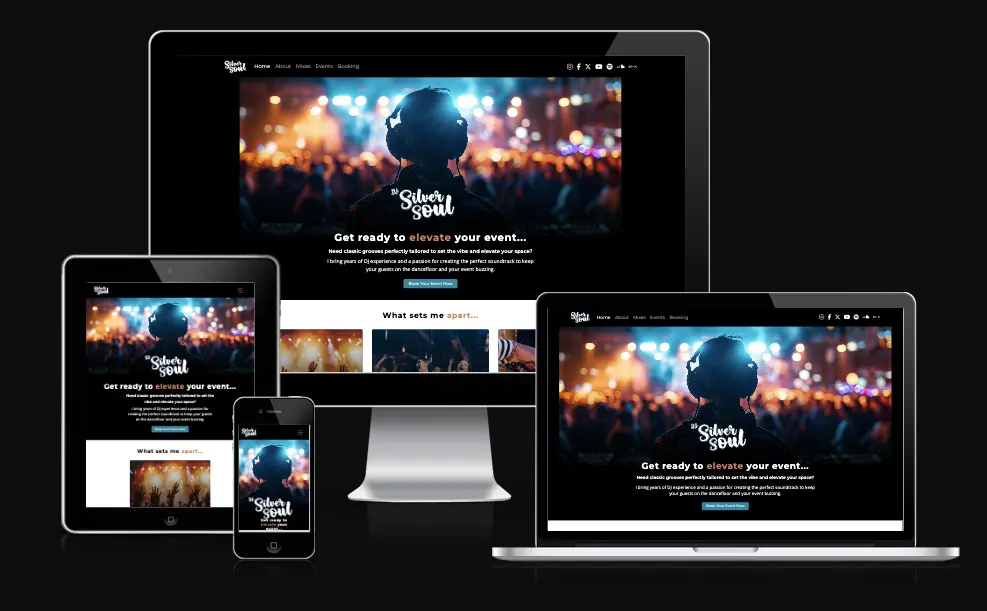 Silver Soul
Home About Mixes Events Booking
DJ
Silver
Soul
Get ready to elevate your event...
Need classic grooves perfectly tailored to set the vibe and elevate your space?
I bring years of DJ experience and a passion for creating the perfect soundtrack to keep
your guests on the dancefloor and your event buzzing.
Book Your Event Now
What sets me apart...
Silver Soul
DJ
Silver
Soul
Get ready to elevate your event...
Need classic grooves perfectly tailored to set the
vibe and elevate your space?
I bring years of DJ experience and a passion for
creating the perfect soundtrack to keep your guests
on the dancefloor and your event buzzing.
Book Your Event Now
What sets me apart...
Silver Soul
DJ
Silver
Soul
Get ready to
elevate your
event...
Silver Soul
Home About Mixes Events Booking
DJ
Silver
Soul
Get ready to elevate your event...
Need classic grooves perfectly tailored to set the vibe and elevate your space?
I bring years of DJ experience and a passion for creating the perfect soundtrack to keep
your guests on the dancefloor and your event buzzing.
Book Your Event Now